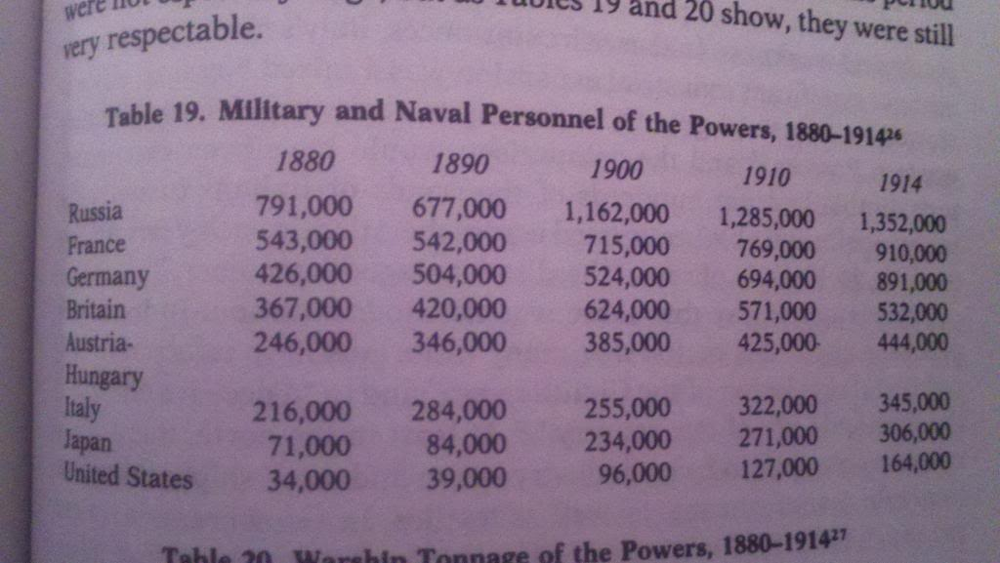 19 and 20 show, they were still
very respectable.
Table 19. Military and Naval Personnel of the Powers, 1880–1914²⁶
1880 1890 1900 1910 1914
Russia 791,000 677,000 1,162,000 1,285,000 1,352,000
France 543,000 542,000 715,000 769,000 910,000
Germany 426,000 504,000 524,000 694,000 891,000
Britain 367,000 420,000 624,000 571,000 532,000
Austria- 246,000 346,000 385,000 425,000 444,000
Hungary
Italy 216,000 284,000 255,000 322,000 345,000
Japan 71,000 84,000 234,000 271,000 306,000
United States 34,000 39,000 96,000 127,000 164,000
Table 20. Warship Tonnage of the Powers, 1880–1914²⁷